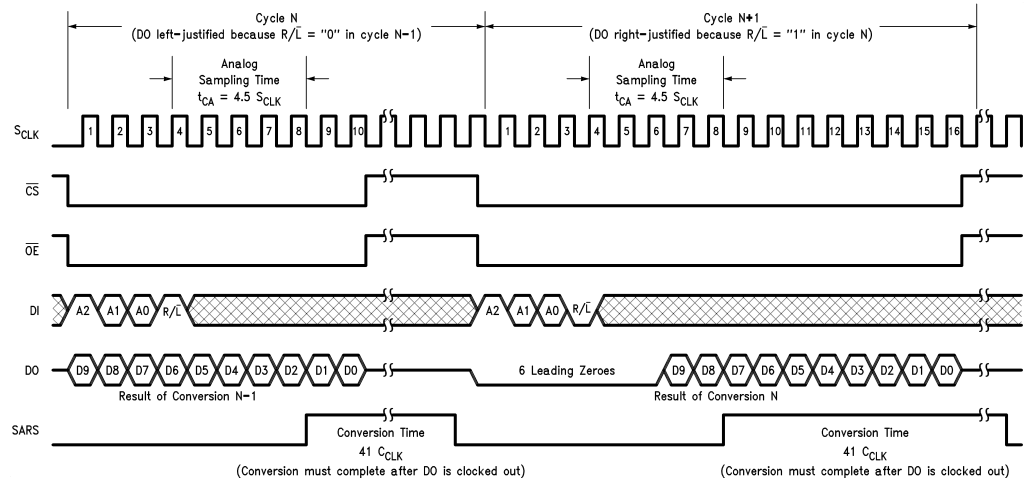 Cycle N
(DO left-justified because R/L̅ = "0" in cycle N-1)
Cycle N+1
(DO right-justified because R/L̅ = "1" in cycle N)
Analog
Sampling Time
tCA = 4.5 SCLK
Analog
Sampling Time
tCA = 4.5 SCLK
SCLK 1 2 3 4 5 6 7 8 9 10 1 2 3 4 5 6 7 8 9 10 11 12 13 14 15 16
C̅S̅
O̅E̅
DI A2 A1 A0 R/L̅ A2 A1 A0 R/L̅
DO D9 D8 D7 D6 D5 D4 D3 D2 D1 D0 6 Leading Zeroes D9 D8 D7 D6 D5 D4 D3 D2 D1 D0
Result of Conversion N-1
Result of Conversion N
SARS
Conversion Time
41 CCLK
(Conversion must complete after DO is clocked out)
Conversion Time
41 CCLK
(Conversion must complete after DO is clocked out)